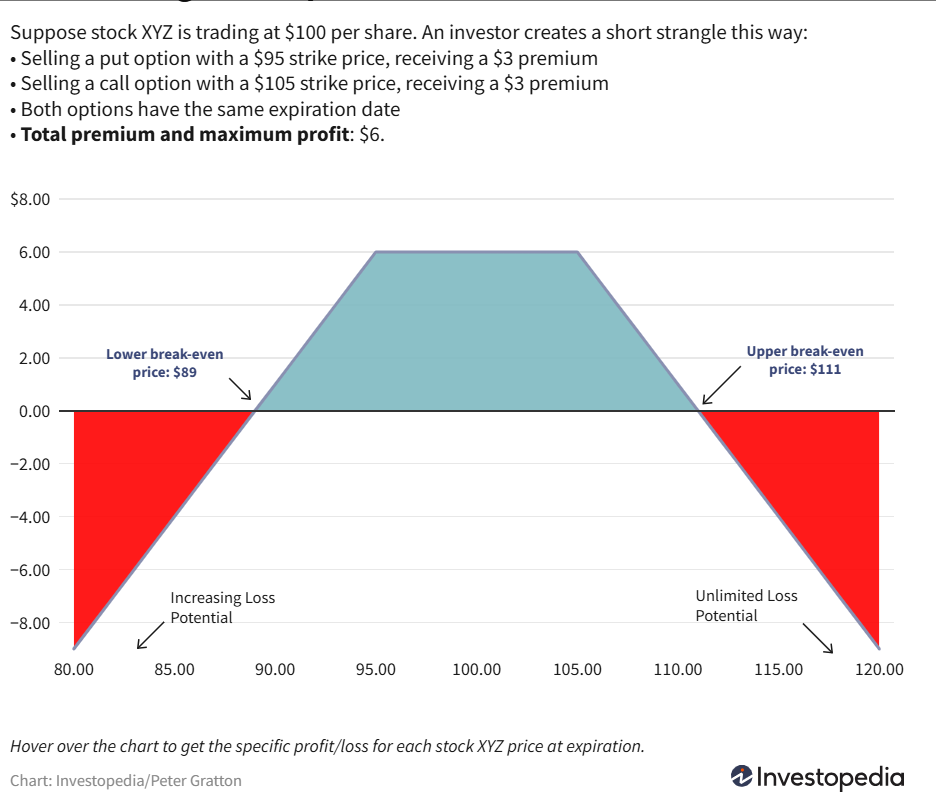 Suppose stock XYZ is trading at $100 per share. An investor creates a short strangle this way:
• Selling a put option with a $95 strike price, receiving a $3 premium
• Selling a call option with a $105 strike price, receiving a $3 premium
• Both options have the same expiration date
• Total premium and maximum profit: $6.
$8.00
6.00
4.00
2.00
0.00
−2.00
−4.00
−6.00
−8.00
Lower break-even
price: $89
Upper break-even
price: $111
Increasing Loss
Potential
Unlimited Loss
Potential
80.00 85.00 90.00 95.00 100.00 105.00 110.00 115.00 120.00
Hover over the chart to get the specific profit/loss for each stock XYZ price at expiration.
Chart: Investopedia/Peter Gratton
Investopedia